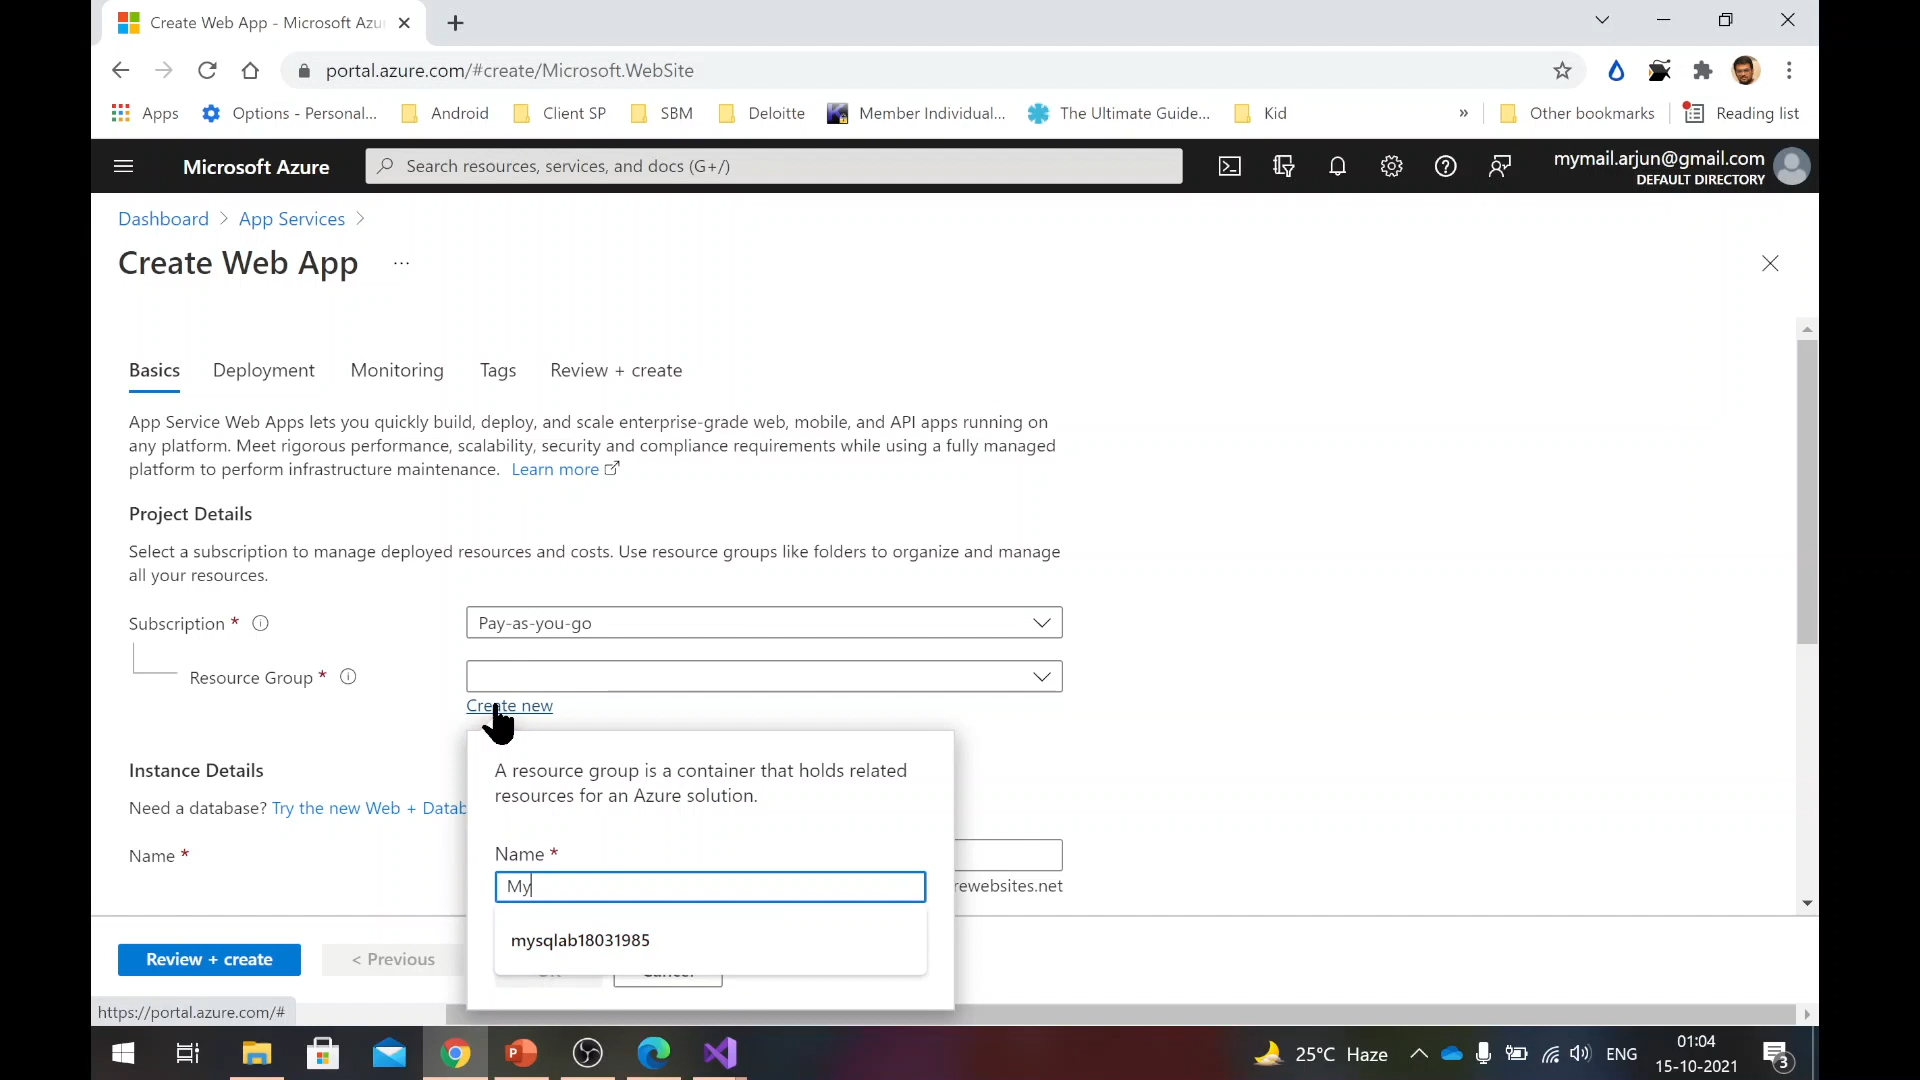 Create Web App - Microsoft Azu
portal.azure.com/#create/Microsoft.WebSite
Apps Options - Personal... Android Client SP SBM Deloitte Member Individual... The Ultimate Guide... Kid » Other bookmarks Reading list
Microsoft Azure Search resources, services, and docs (G+/) mymail.arjun@gmail.com
DEFAULT DIRECTORY
Dashboard > App Services >
Create Web App ...
Basics Deployment Monitoring Tags Review + create
App Service Web Apps lets you quickly build, deploy, and scale enterprise-grade web, mobile, and API apps running on
any platform. Meet rigorous performance, scalability, security and compliance requirements while using a fully managed
platform to perform infrastructure maintenance. Learn more
Project Details
Select a subscription to manage deployed resources and costs. Use resource groups like folders to organize and manage
all your resources.
Subscription * Pay-as-you-go
Resource Group *
Create new
A resource group is a container that holds related
resources for an Azure solution.
Instance Details
Need a database? Try the new Web + Datab
Name *
Name *
My
rewebsites.net
mysqlab18031985
Review + create < Previous
https://portal.azure.com/#
25°C Haze ENG 01:04
15-10-2021
3